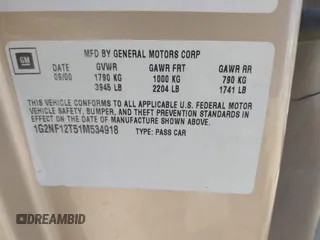 GM
MFD BY GENERAL MOTORS CORP
DATE GVWR GAWR FRT GAWR RR
09/00 1790 KG 1000 KG 790 KG
3945 LB 2204 LB 1741 LB
THIS VEHICLE CONFORMS TO ALL APPLICABLE U.S. FEDERAL MOTOR
VEHICLE SAFETY, BUMPER, AND THEFT PREVENTION STANDARDS IN
EFFECT ON THE DATE OF MANUFACTURE SHOWN ABOVE.
1G2NF12T51M534918 TYPE: PASS CAR
DREAMBID